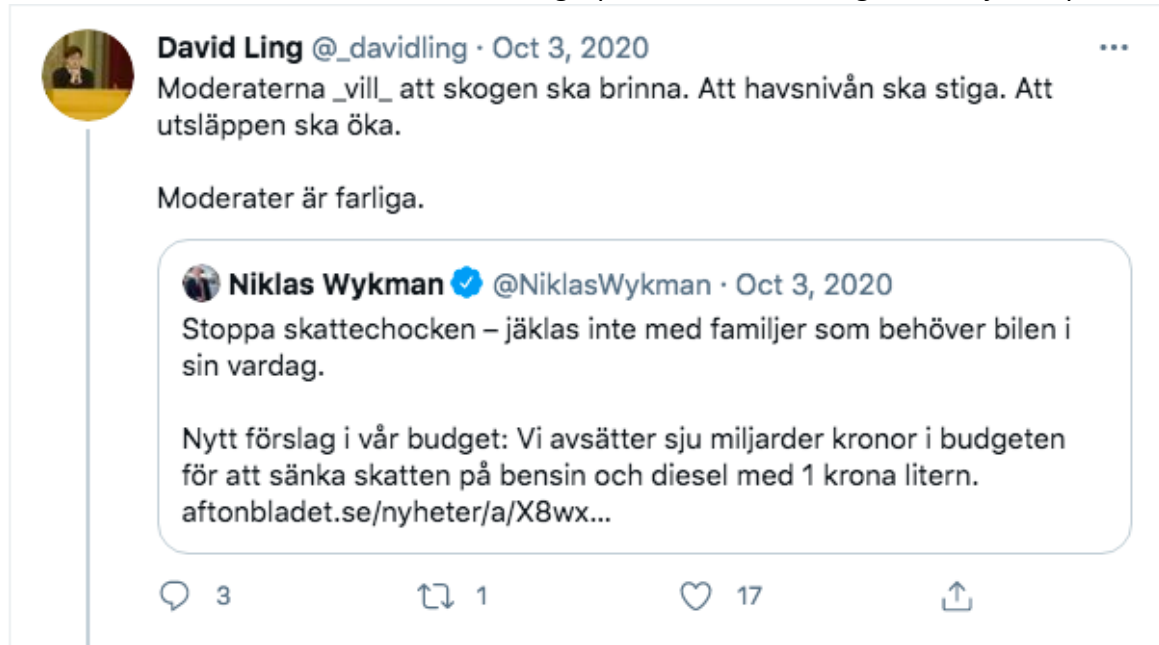 David Ling @_davidling · Oct 3, 2020
Moderaterna _vill_ att skogen ska brinna. Att havsnivån ska stiga. Att
utsläppen ska öka.
Moderater är farliga.
Niklas Wykman @NiklasWykman · Oct 3, 2020
Stoppa skattechocken – jäklas inte med familjer som behöver bilen i
sin vardag.
Nytt förslag i vår budget: Vi avsätter sju miljarder kronor i budgeten
för att sänka skatten på bensin och diesel med 1 krona litern.
aftonbladet.se/nyheter/a/X8wx...
3 1 17